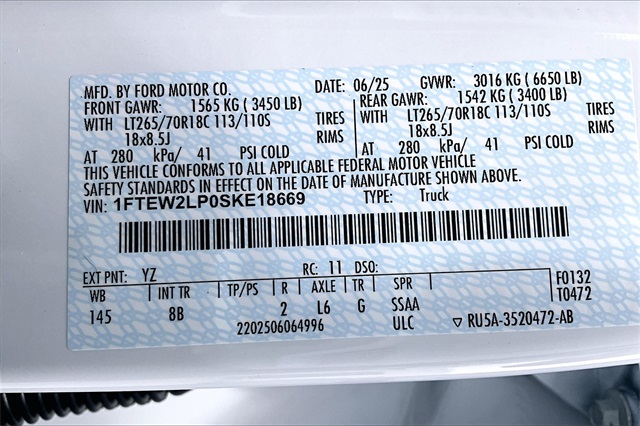 MFD. BY FORD MOTOR CO. DATE: 06/25 GVWR: 3016 KG ( 6650 LB)
FRONT GAWR: 1565 KG ( 3450 LB) REAR GAWR: 1542 KG ( 3400 LB)
WITH LT265/70R18C 113/110S TIRES WITH LT265/70R18C 113/110S TIRES
18x8.5J RIMS 18x8.5J RIMS
AT 280 kPa/ 41 PSI COLD AT 280 kPa/ 41 PSI COLD
THIS VEHICLE CONFORMS TO ALL APPLICABLE FEDERAL MOTOR VEHICLE
SAFETY STANDARDS IN EFFECT ON THE DATE OF MANUFACTURE SHOWN ABOVE.
VIN: 1FTEW2LP0SKE18669 TYPE: Truck
EXT PNT: YZ RC: 11 DSO: F0132
WB INT TR TP/PS R AXLE TR SPR T0472
145 8B 2 L6 G SSAA
2202506064996 ULC ▽ RU5A-3520472-AB